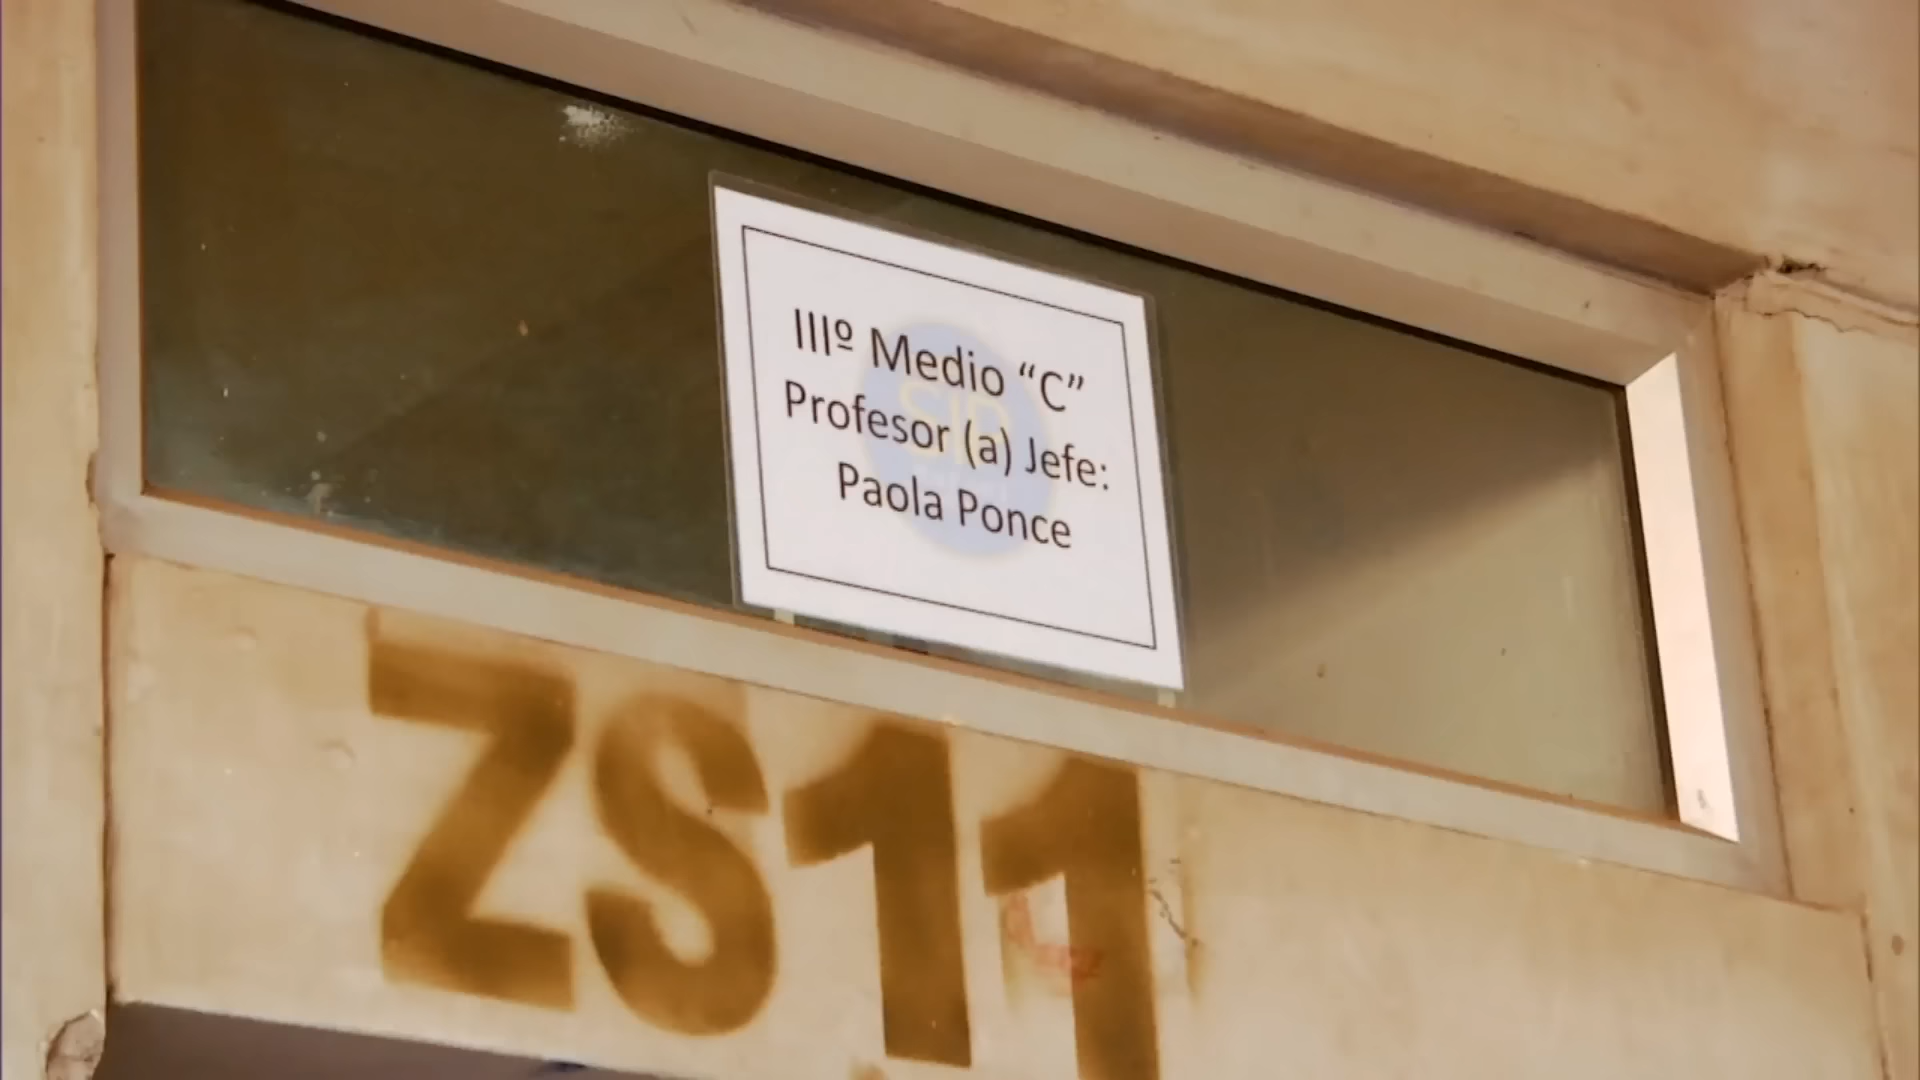 IIIº Medio “C”
Profesor (a) Jefe:
Paola Ponce
ZS11